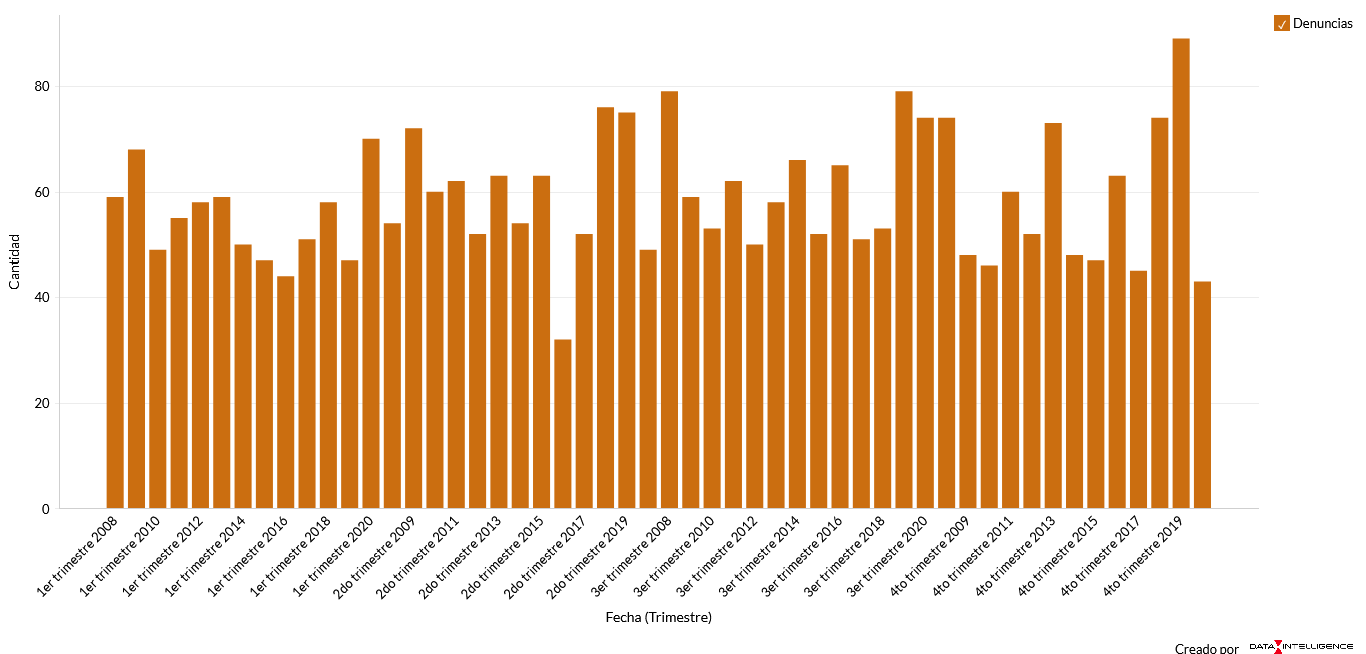 Denuncias
80
60
40
20
0
Cantidad
1er trimestre 2008
1er trimestre 2010
1er trimestre 2012
1er trimestre 2014
1er trimestre 2016
1er trimestre 2018
1er trimestre 2020
2do trimestre 2009
2do trimestre 2011
2do trimestre 2013
2do trimestre 2015
2do trimestre 2017
2do trimestre 2019
3er trimestre 2008
3er trimestre 2010
3er trimestre 2012
3er trimestre 2014
3er trimestre 2016
3er trimestre 2018
3er trimestre 2020
4to trimestre 2009
4to trimestre 2011
4to trimestre 2013
4to trimestre 2015
4to trimestre 2017
4to trimestre 2019
Fecha (Trimestre)
Creado por DATA INTELLIGENCE